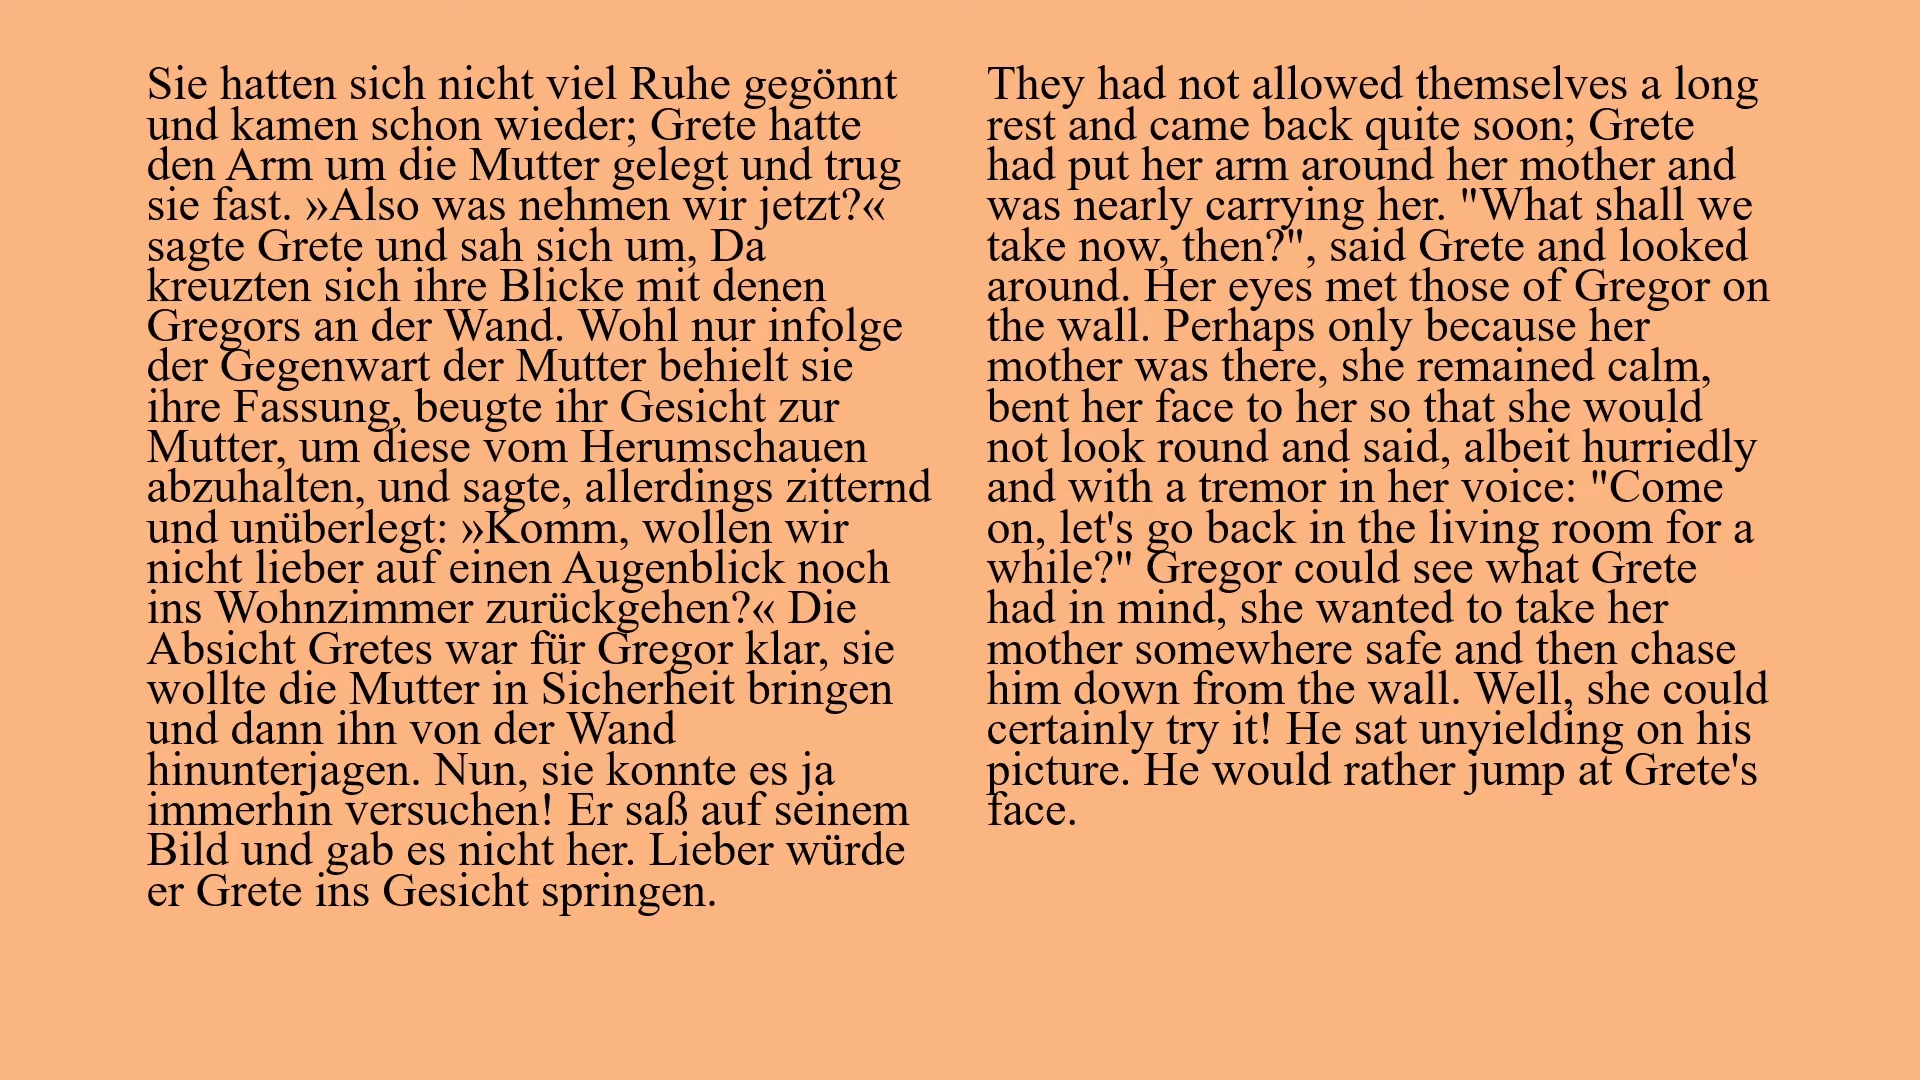 Sie hatten sich nicht viel Ruhe gegönnt
und kamen schon wieder; Grete hatte
den Arm um die Mutter gelegt und trug
sie fast. »Also was nehmen wir jetzt?«
sagte Grete und sah sich um, Da
kreuzten sich ihre Blicke mit denen
Gregors an der Wand. Wohl nur infolge
der Gegenwart der Mutter behielt sie
ihre Fassung, beugte ihr Gesicht zur
Mutter, um diese vom Herumschauen
abzuhalten, und sagte, allerdings zitternd
und unüberlegt: »Komm, wollen wir
nicht lieber auf einen Augenblick noch
ins Wohnzimmer zurückgehen?« Die
Absicht Gretes war für Gregor klar, sie
wollte die Mutter in Sicherheit bringen
und dann ihn von der Wand
hinunterjagen. Nun, sie konnte es ja
immerhin versuchen! Er saß auf seinem
Bild und gab es nicht her. Lieber würde
er Grete ins Gesicht springen.
They had not allowed themselves a long
rest and came back quite soon; Grete
had put her arm around her mother and
was nearly carrying her. "What shall we
take now, then?", said Grete and looked
around. Her eyes met those of Gregor on
the wall. Perhaps only because her
mother was there, she remained calm,
bent her face to her so that she would
not look round and said, albeit hurriedly
and with a tremor in her voice: "Come
on, let's go back in the living room for a
while?" Gregor could see what Grete
had in mind, she wanted to take her
mother somewhere safe and then chase
him down from the wall. Well, she could
certainly try it! He sat unyielding on his
picture. He would rather jump at Grete's
face.